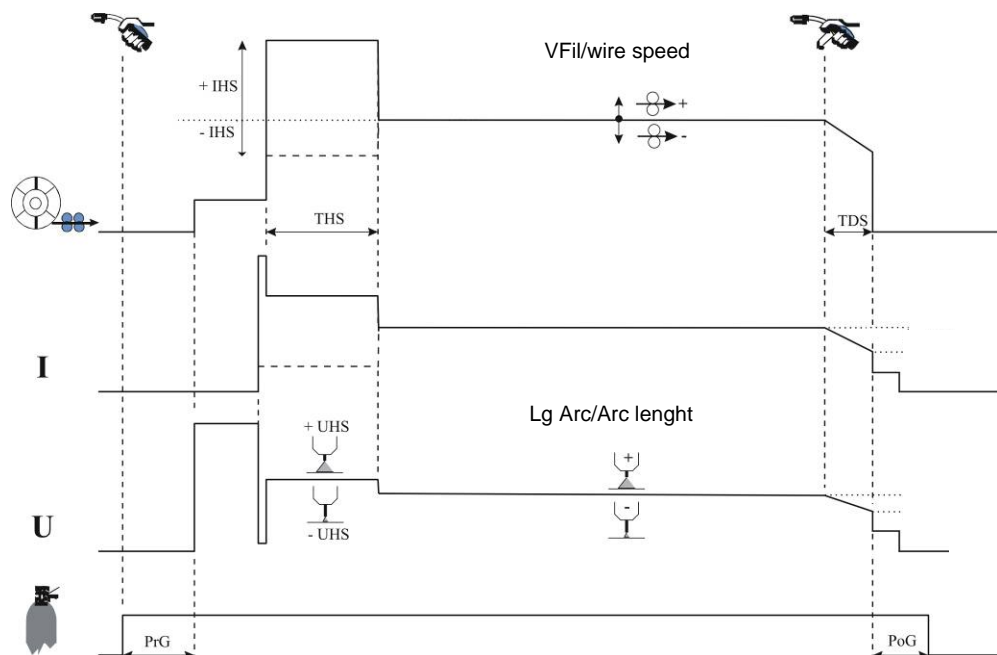 VFil/wire speed
+ IHS
- IHS
+
-
THS
TDS
I
Lg Arc/Arc lenght
+ UHS
+
U
-
- UHS
PrG
PoG